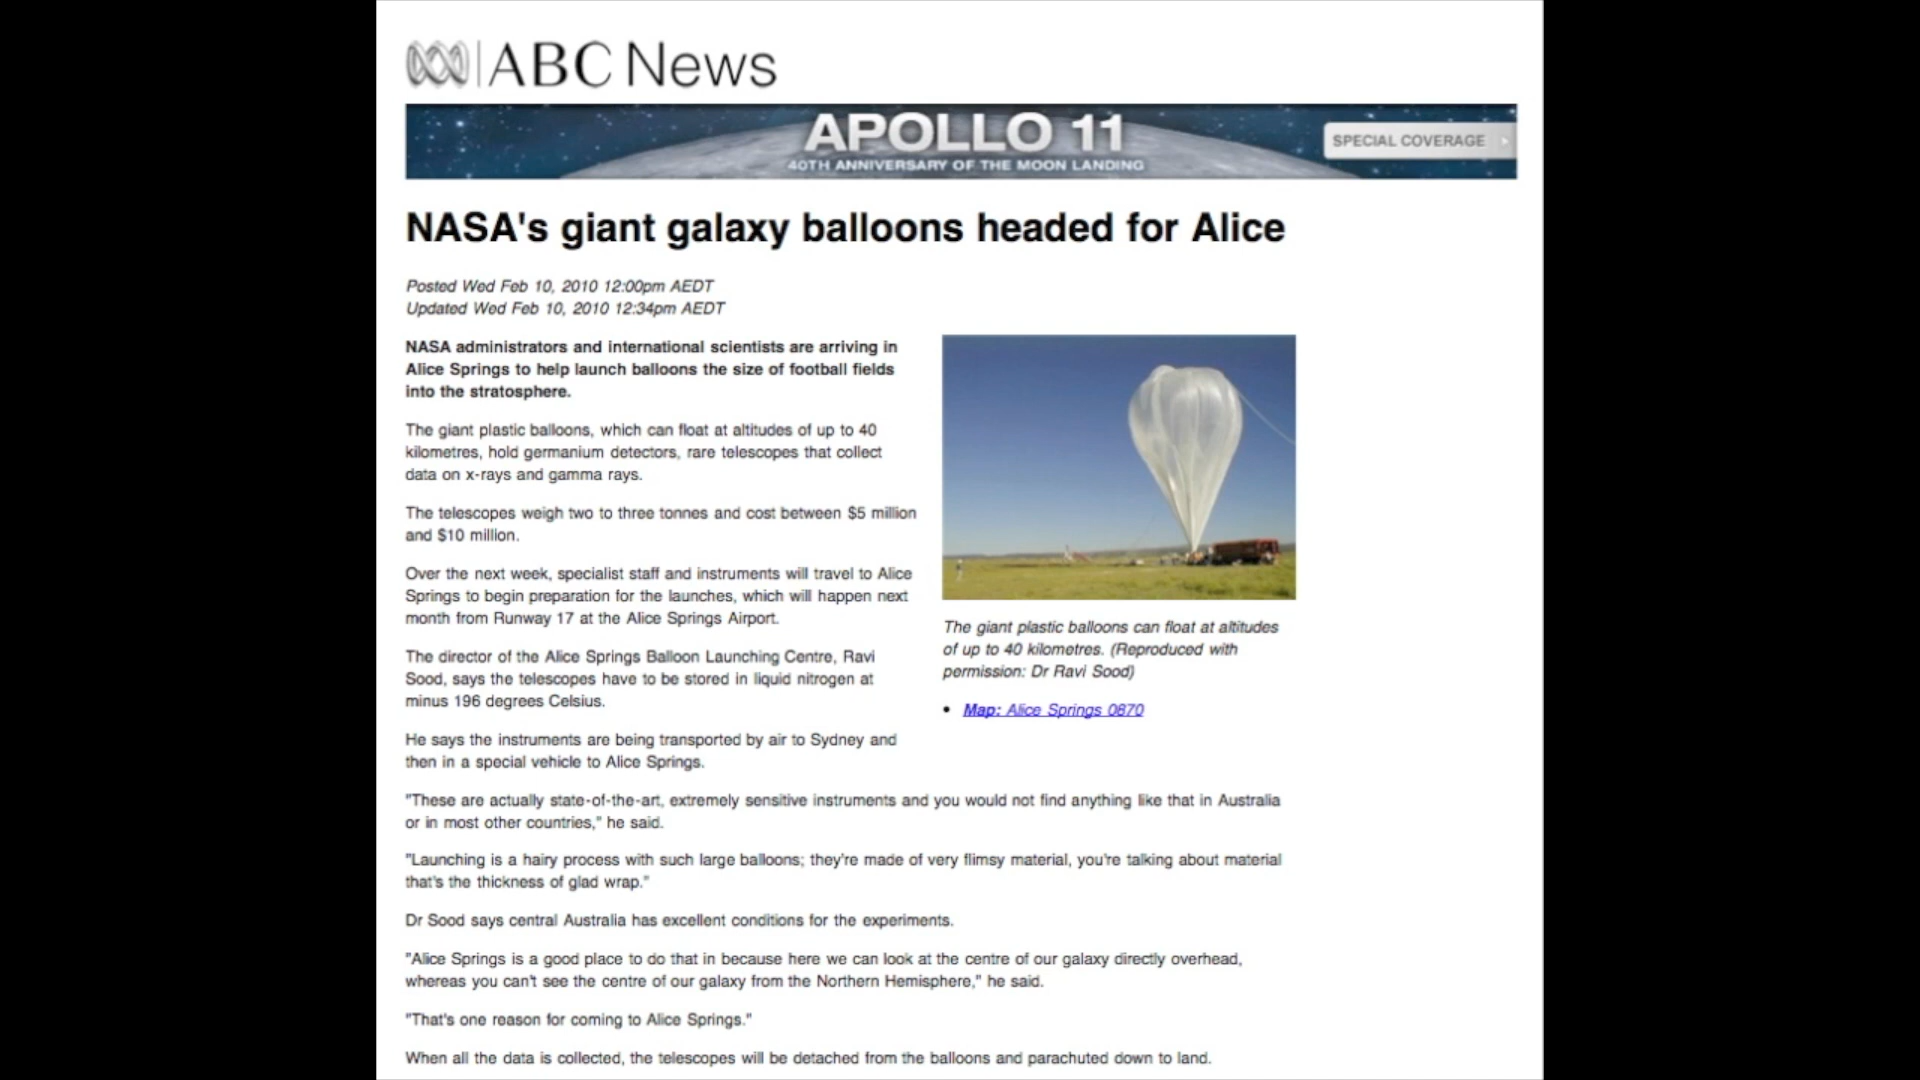 ABC News
APOLLO 11
40TH ANNIVERSARY OF THE MOON LANDING
SPECIAL COVERAGE
NASA's giant galaxy balloons headed for Alice
Posted Wed Feb 10, 2010 12:00pm AEDT
Updated Wed Feb 10, 2010 12:34pm AEDT
NASA administrators and international scientists are arriving in
Alice Springs to help launch balloons the size of football fields
into the stratosphere.
The giant plastic balloons, which can float at altitudes of up to 40
kilometres, hold germanium detectors, rare telescopes that collect
data on x-rays and gamma rays.
The telescopes weigh two to three tonnes and cost between $5 million
and $10 million.
Over the next week, specialist staff and instruments will travel to Alice
Springs to begin preparation for the launches, which will happen next
month from Runway 17 at the Alice Springs Airport.
The director of the Alice Springs Balloon Launching Centre, Ravi
Sood, says the telescopes have to be stored in liquid nitrogen at
minus 196 degrees Celsius.
He says the instruments are being transported by air to Sydney and
then in a special vehicle to Alice Springs.
The giant plastic balloons can float at altitudes
of up to 40 kilometres. (Reproduced with
permission: Dr Ravi Sood)
• Map: Alice Springs 0870
"These are actually state-of-the-art, extremely sensitive instruments and you would not find anything like that in Australia
or in most other countries," he said.
"Launching is a hairy process with such large balloons; they're made of very flimsy material, you're talking about material
that's the thickness of glad wrap."
Dr Sood says central Australia has excellent conditions for the experiments.
"Alice Springs is a good place to do that in because here we can look at the centre of our galaxy directly overhead,
whereas you can't see the centre of our galaxy from the Northern Hemisphere," he said.
"That's one reason for coming to Alice Springs."
When all the data is collected, the telescopes will be detached from the balloons and parachuted down to land.